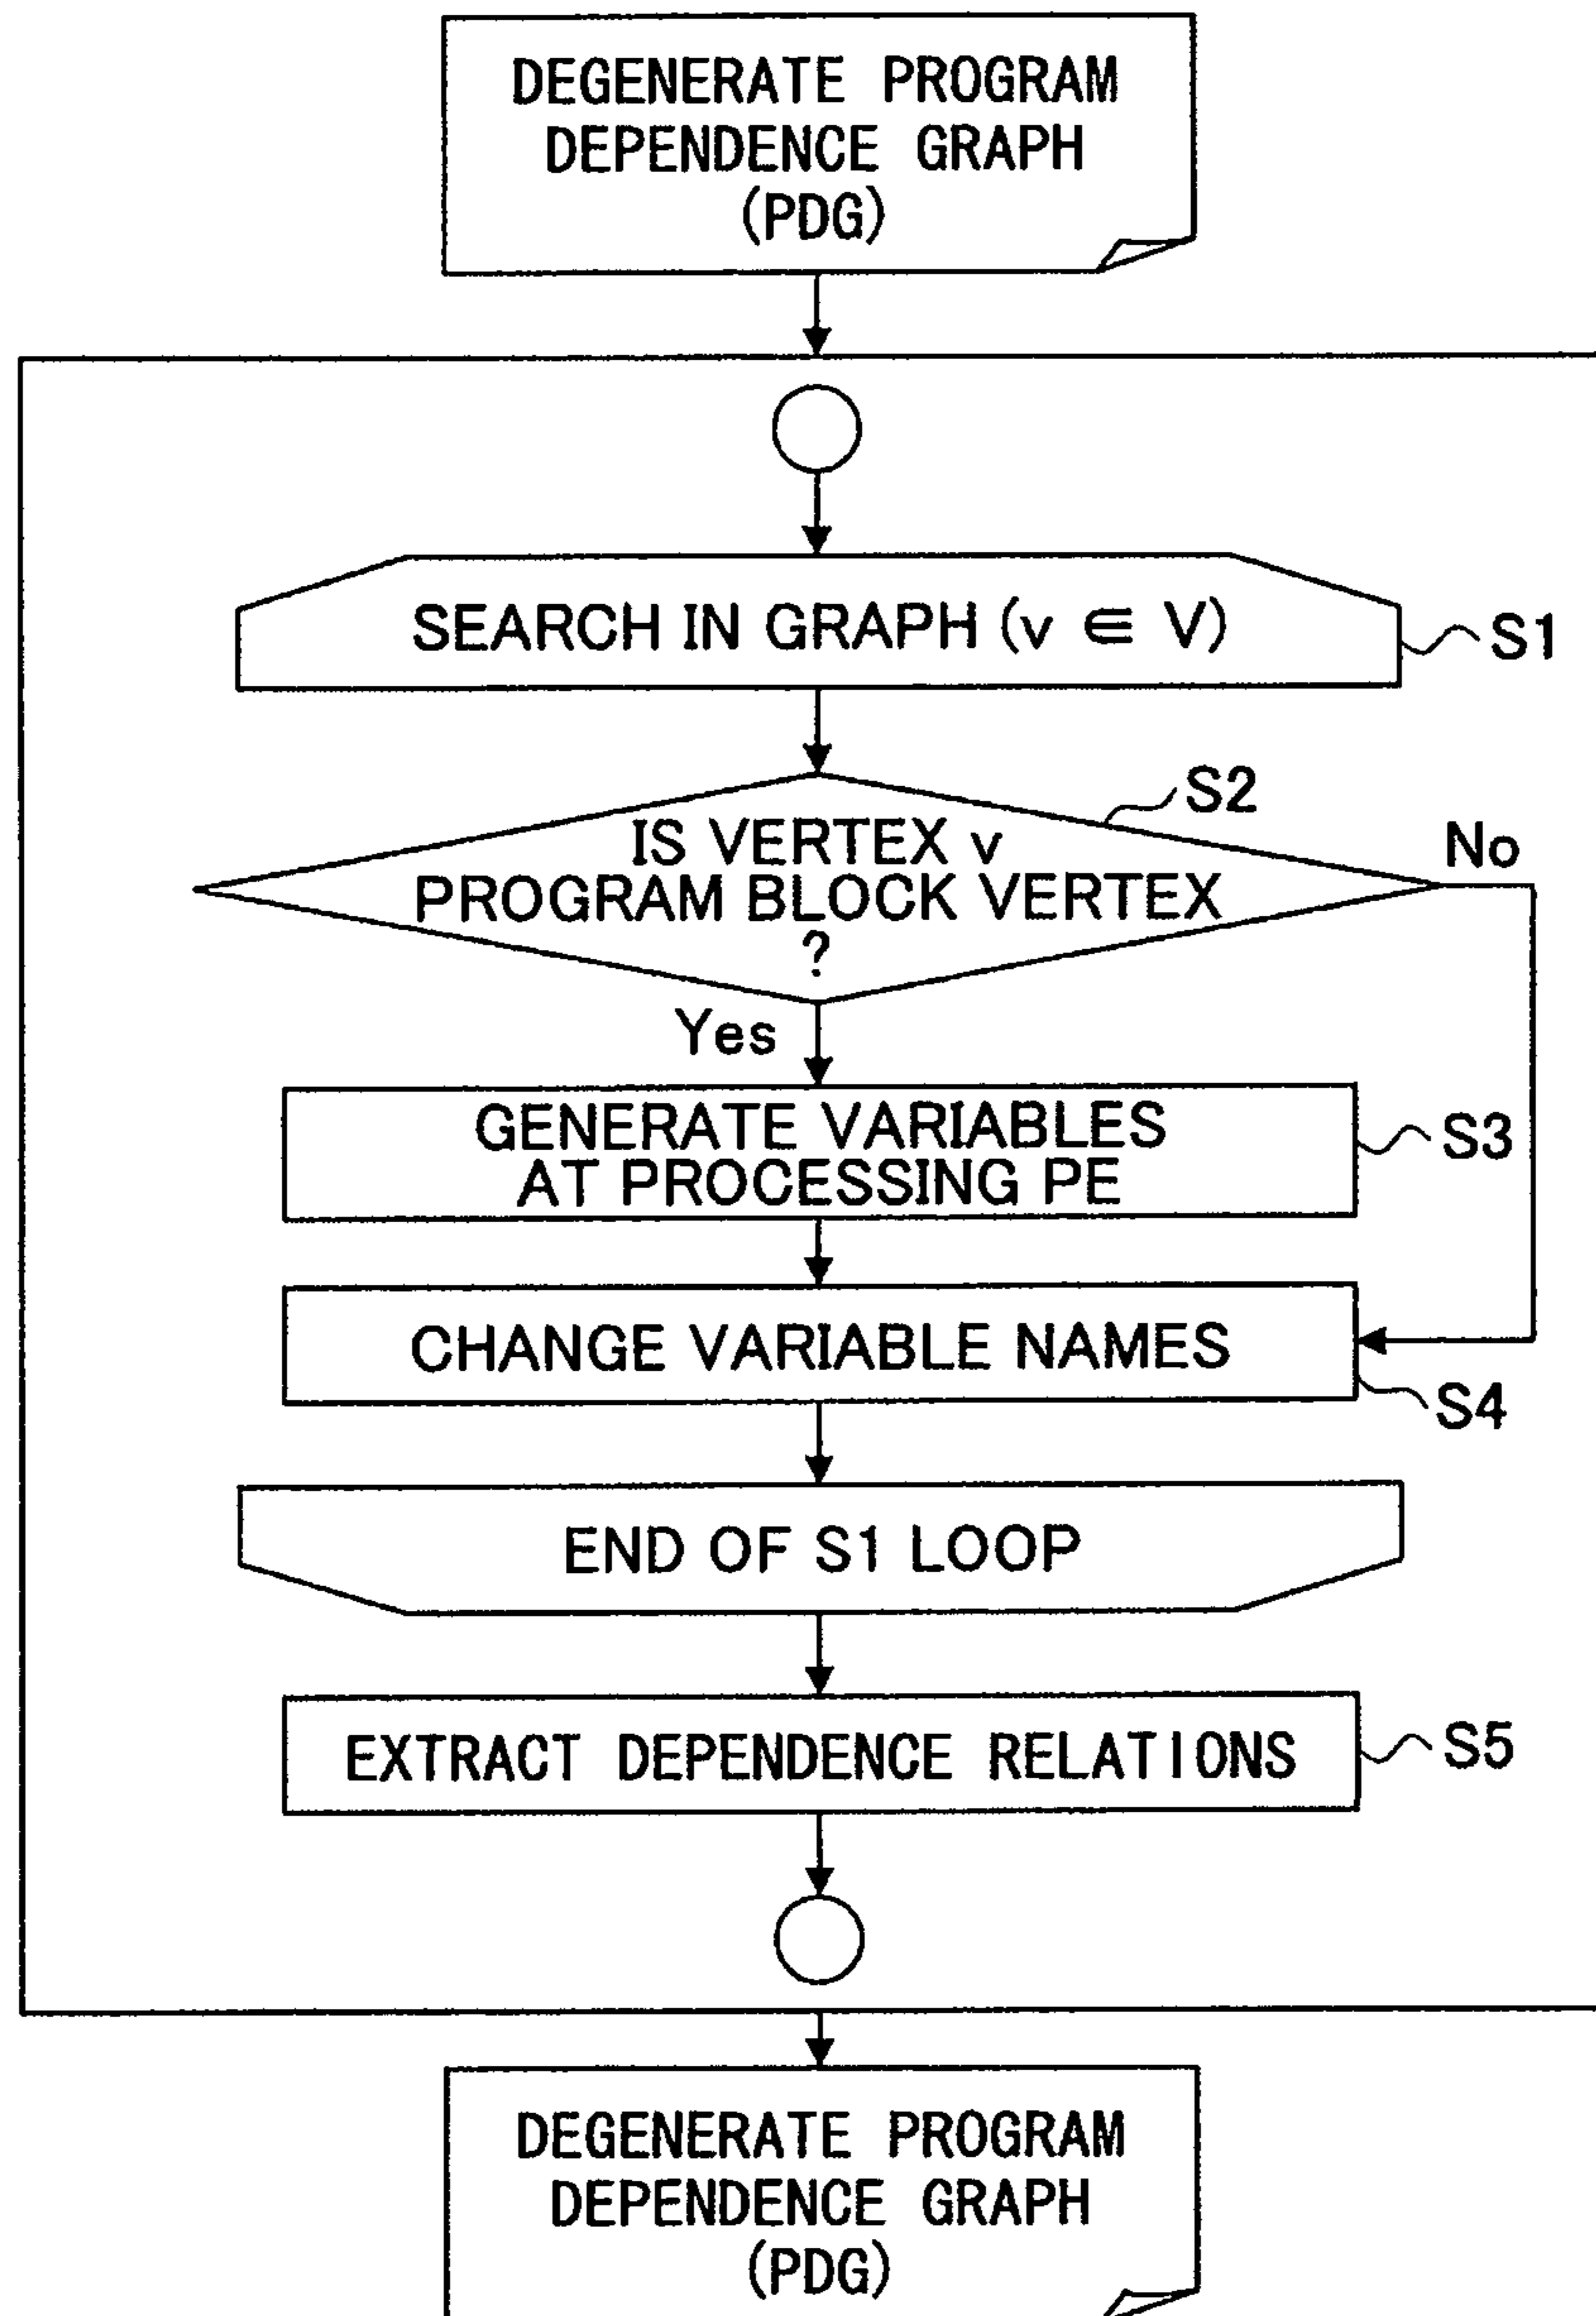 DEGENERATE PROGRAM
DEPENDENCE GRAPH
(PDG)
SEARCH IN GRAPH (v ∈ V)
S1
S2
IS VERTEX v
PROGRAM BLOCK VERTEX
?
No
Yes
GENERATE VARIABLES
AT PROCESSING PE
S3
CHANGE VARIABLE NAMES
S4
END OF S1 LOOP
EXTRACT DEPENDENCE RELATIONS
S5
DEGENERATE PROGRAM
DEPENDENCE GRAPH
(PDG)